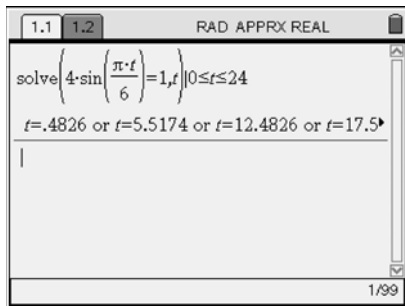 1.1 1.2 RAD APPRX REAL
solve(4·sin(π·t/6)=1,t)|0≤t≤24
t=.4826 or t=5.5174 or t=12.4826 or t=17.5▸
1/99